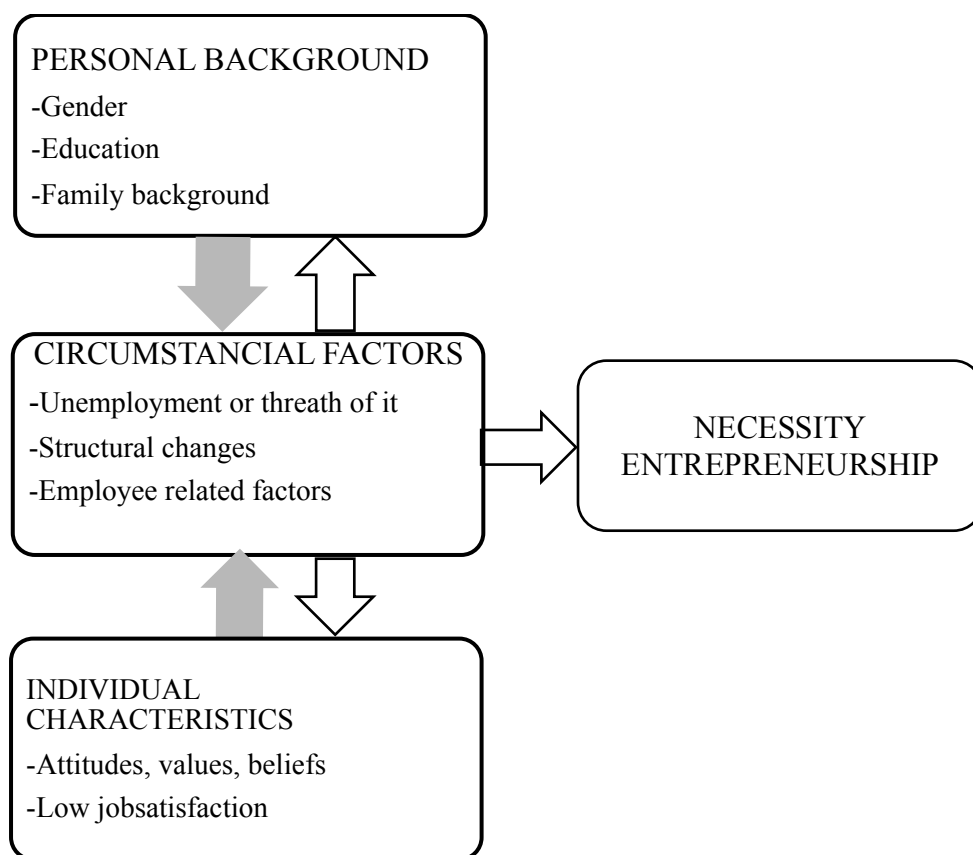 PERSONAL BACKGROUND
-Gender
-Education
-Family background
CIRCUMSTANCIAL FACTORS
-Unemployment or threath of it
-Structural changes
-Employee related factors
NECESSITY
ENTREPRENEURSHIP
INDIVIDUAL
CHARACTERISTICS
-Attitudes, values, beliefs
-Low jobsatisfaction